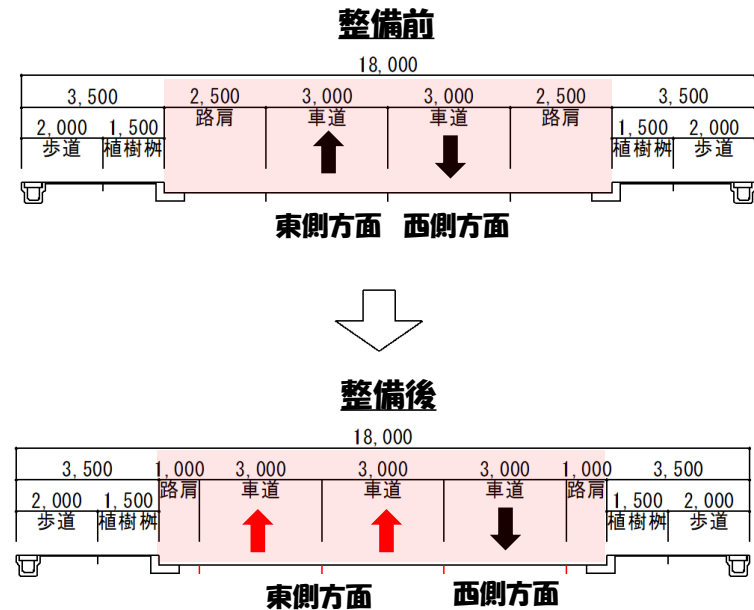 整備前
18,000
3,500 2,500 3,000 3,000 2,500 3,500
路肩 車道 車道 路肩
2,000 1,500 1,500 2,000
歩道 植樹桝 植樹桝 歩道
東側方面 西側方面
整備後
18,000
3,500 1,000 3,000 3,000 3,000 1,000 3,500
路肩 車道 車道 車道 路肩
2,000 1,500 1,500 2,000
歩道 植樹桝 植樹桝 歩道
東側方面 西側方面